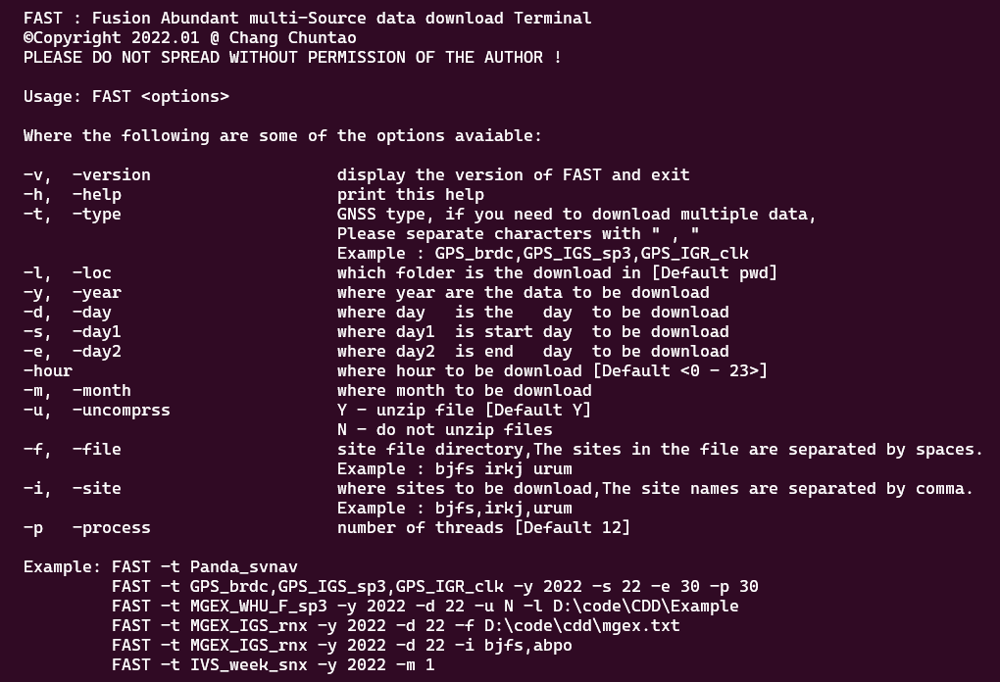 FAST : Fusion Abundant multi-Source data download Terminal
©Copyright 2022.01 @ Chang Chuntao
PLEASE DO NOT SPREAD WITHOUT PERMISSION OF THE AUTHOR !
Usage: FAST <options>
Where the following are some of the options avaiable:
-v,  -version                   display the version of FAST and exit
-h,  -help                      print this help
-t,  -type                      GNSS type, if you need to download multiple data,
                                Please separate characters with " , "
                                Example : GPS_brdc,GPS_IGS_sp3,GPS_IGR_clk
-l,  -loc                       which folder is the download in [Default pwd]
-y,  -year                      where year are the data to be download
-d,  -day                       where day   is the   day  to be download
-s,  -day1                      where day1  is start day  to be download
-e,  -day2                      where day2  is end   day  to be download
-hour                           where hour to be download [Default <0 - 23>]
-m,  -month                     where month to be download
-u,  -uncomprss                 Y - unzip file [Default Y]
                                N - do not unzip files
-f,  -file                      site file directory,The sites in the file are separated by spaces.
                                Example : bjfs irkj urum
-i,  -site                      where sites to be download,The site names are separated by comma.
                                Example : bjfs,irkj,urum
-p   -process                   number of threads [Default 12]
Example: FAST -t Panda_svnav
         FAST -t GPS_brdc,GPS_IGS_sp3,GPS_IGR_clk -y 2022 -s 22 -e 30 -p 30
         FAST -t MGEX_WHU_F_sp3 -y 2022 -d 22 -u N -l D:\code\CDD\Example
         FAST -t MGEX_IGS_rnx -y 2022 -d 22 -f D:\code\cdd\mgex.txt
         FAST -t MGEX_IGS_rnx -y 2022 -d 22 -i bjfs,abpo
         FAST -t IVS_week_snx -y 2022 -m 1